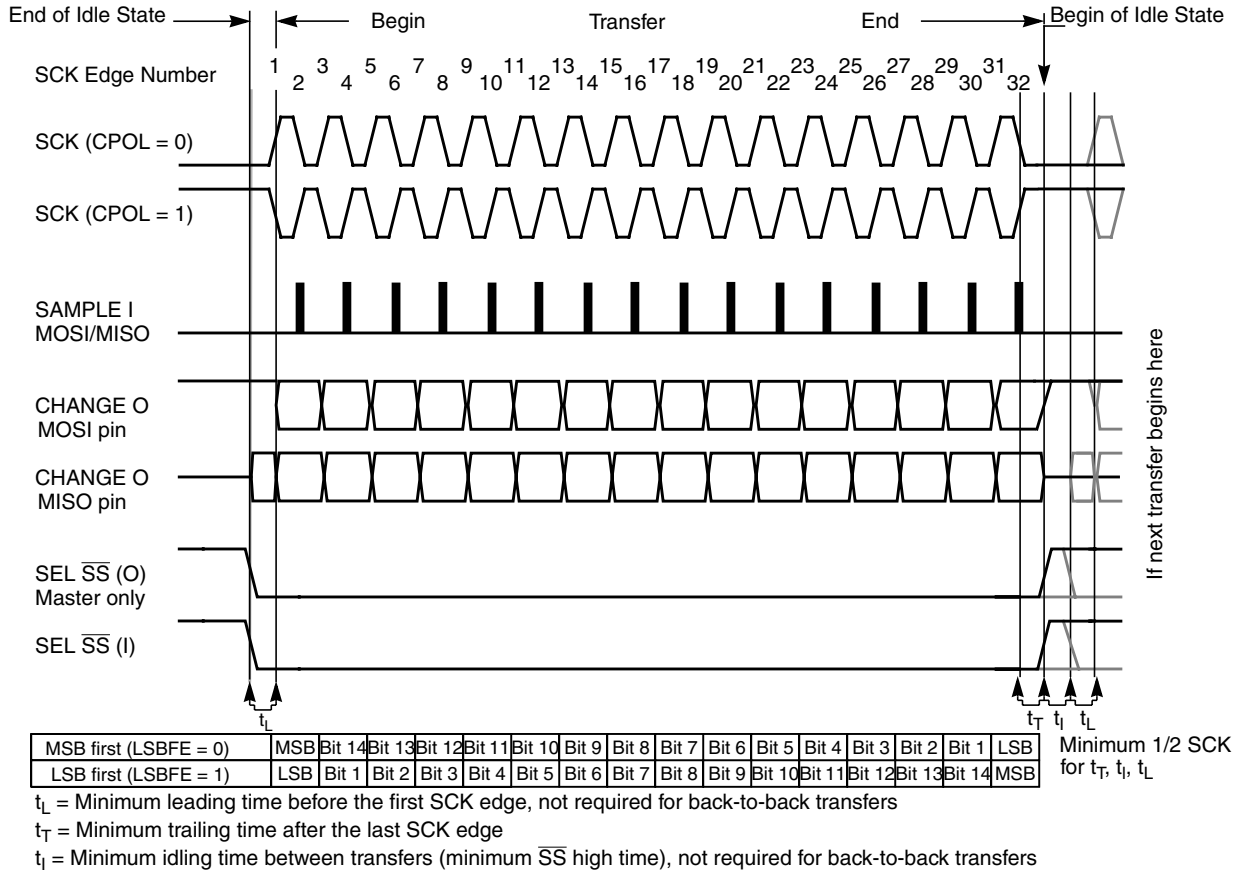 End of Idle State
Begin
Transfer
End
Begin of Idle State
SCK Edge Number
1 2 3 4 5 6 7 8 9 10 11 12 13 14 15 16 17 18 19 20 21 22 23 24 25 26 27 28 29 30 31 32
SCK (CPOL = 0)
SCK (CPOL = 1)
SAMPLE I
MOSI/MISO
CHANGE O
MOSI pin
CHANGE O
MISO pin
SEL S̅S̅ (O)
Master only
SEL S̅S̅ (I)
If next transfer begins here
tL
tT tI tL
MSB first (LSBFE = 0) MSB Bit 14 Bit 13 Bit 12 Bit 11 Bit 10 Bit 9 Bit 8 Bit 7 Bit 6 Bit 5 Bit 4 Bit 3 Bit 2 Bit 1 LSB
LSB first (LSBFE = 1) LSB Bit 1 Bit 2 Bit 3 Bit 4 Bit 5 Bit 6 Bit 7 Bit 8 Bit 9 Bit 10 Bit 11 Bit 12 Bit 13 Bit 14 MSB
Minimum 1/2 SCK
for tT, tI, tL
tL = Minimum leading time before the first SCK edge, not required for back-to-back transfers
tT = Minimum trailing time after the last SCK edge
tI = Minimum idling time between transfers (minimum S̅S̅ high time), not required for back-to-back transfers